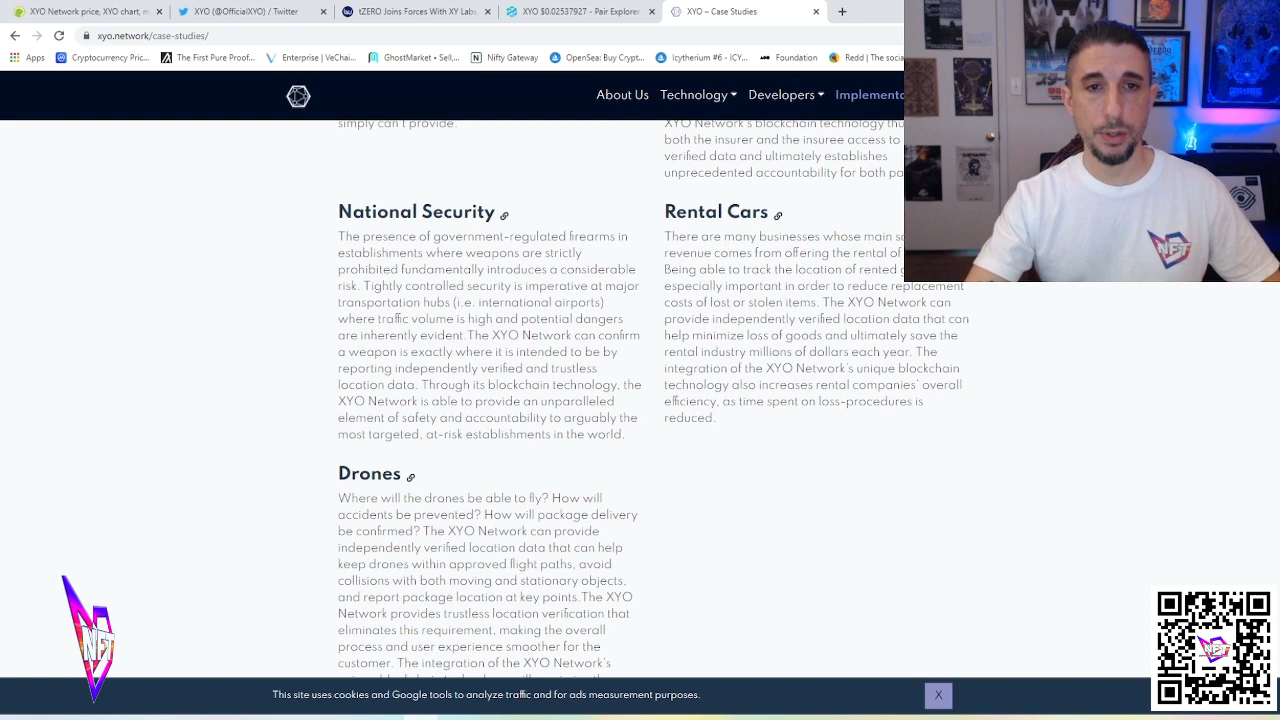 XYO Network price, XYO chart, m
XYO (@OfficialXYO) / Twitter
tZERO Joins Forces With XY Labs
XYO $0.02537927 - Pair Explorer
XYO – Case Studies
xyo.network/case-studies/
Apps
Cryptocurrency Pric...
The First Pure Proof...
Enterprise | VeChai...
GhostMarket • Sell,...
Nifty Gateway
OpenSea: Buy Crypt...
Icytherium #6 - ICY...
Foundation
Redd | The socia
About Us
Technology
Developers
Implementa
simply can't provide.
XYO Network's blockchain technology thu
both the insurer and the insuree access to
verified data and ultimately establishes
unprecedented accountability for both pa
National Security
The presence of government-regulated firearms in
establishments where weapons are strictly
prohibited fundamentally introduces a considerable
risk. Tightly controlled security is imperative at major
transportation hubs (i.e. international airports)
where traffic volume is high and potential dangers
are inherently evident.The XYO Network can confirm
a weapon is exactly where it is intended to be by
reporting independently verified and trustless
location data. Through its blockchain technology, the
XYO Network is able to provide an unparalleled
element of safety and accountability to arguably the
most targeted, at-risk establishments in the world.
Rental Cars
There are many businesses whose main so
revenue comes from offering the rental of
Being able to track the location of rented g
especially important in order to reduce replacement
costs of lost or stolen items. The XYO Network can
provide independently verified location data that can
help minimize loss of goods and ultimately save the
rental industry millions of dollars each year. The
integration of the XYO Network's unique blockchain
technology also increases rental companies' overall
efficiency, as time spent on loss-procedures is
reduced.
Drones
Where will the drones be able to fly? How will
accidents be prevented? How will package delivery
be confirmed? The XYO Network can provide
independently verified location data that can help
keep drones within approved flight paths, avoid
collisions with both moving and stationary objects,
and report package location at key points.The XYO
Network provides trustless location verification that
eliminates this requirement, making the overall
process and user experience smoother for the
customer. The integration of the XYO Network's
This site uses cookies and Google tools to analyze traffic and for ads measurement purposes.
X
NFT
NFT
NFT